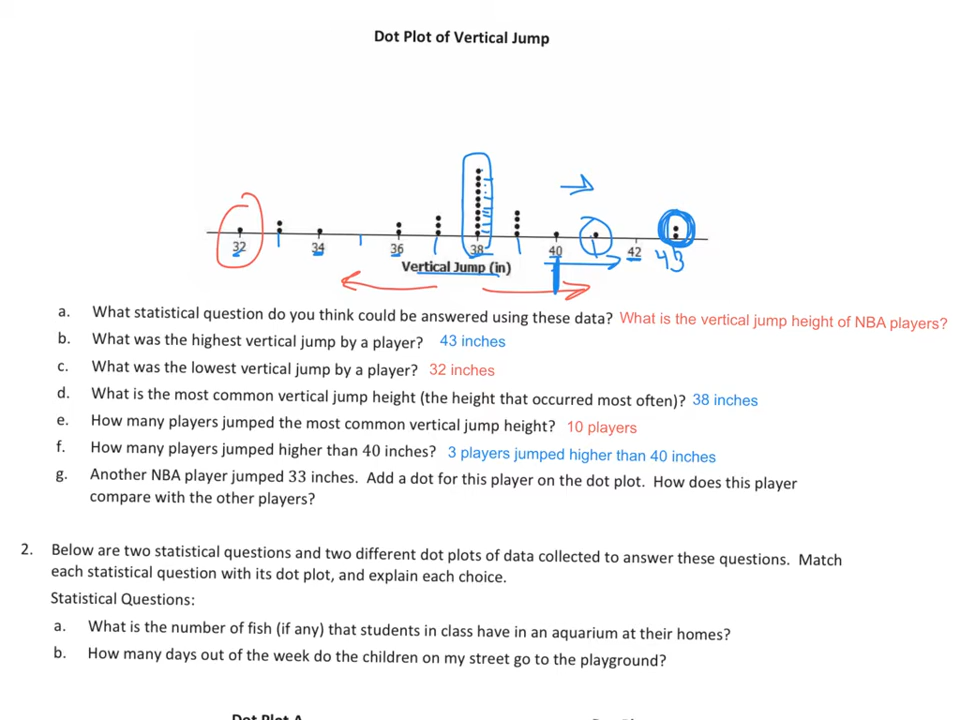 Dot Plot of Vertical Jump
32 34 36 38 40 42 43
Vertical Jump (in)
a. What statistical question do you think could be answered using these data? What is the vertical jump height of NBA players?
b. What was the highest vertical jump by a player? 43 inches
c. What was the lowest vertical jump by a player? 32 inches
d. What is the most common vertical jump height (the height that occurred most often)? 38 inches
e. How many players jumped the most common vertical jump height? 10 players
f. How many players jumped higher than 40 inches? 3 players jumped higher than 40 inches
g. Another NBA player jumped 33 inches. Add a dot for this player on the dot plot. How does this player
compare with the other players?
2. Below are two statistical questions and two different dot plots of data collected to answer these questions. Match
each statistical question with its dot plot, and explain each choice.
Statistical Questions:
a. What is the number of fish (if any) that students in class have in an aquarium at their homes?
b. How many days out of the week do the children on my street go to the playground?
Dot Plot A